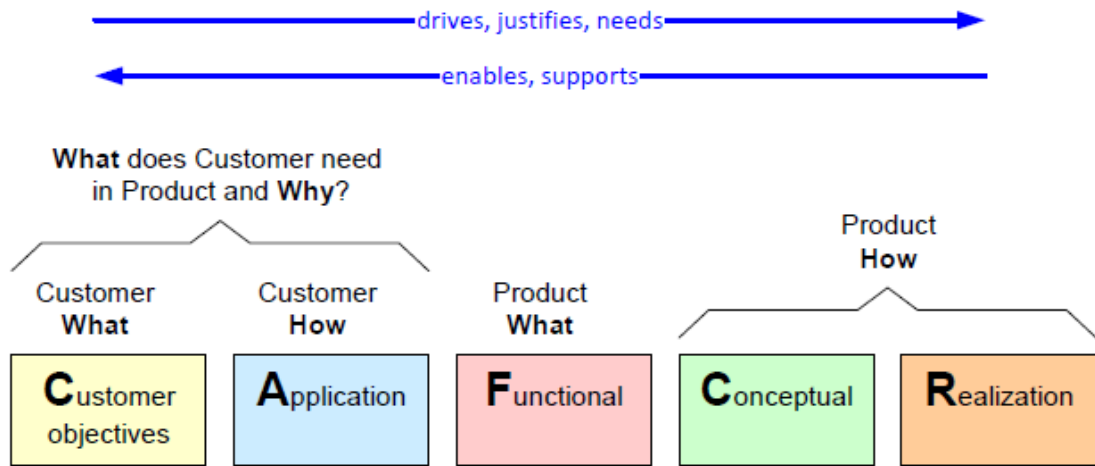 drives, justifies, needs
enables, supports
What does Customer need
in Product and Why?
Product
How
Customer
What
Customer
How
Product
What
Customer
objectives
Application
Functional
Conceptual
Realization